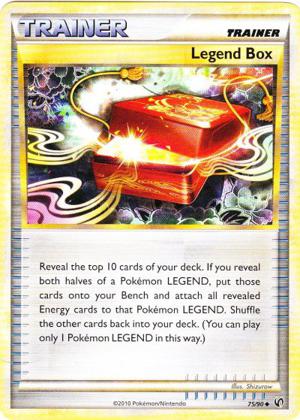 TRAINER TRAINER
Legend Box
Reveal the top 10 cards of your deck. If you reveal
both halves of a Pokémon LEGEND, put those
cards onto your Bench and attach all revealed
Energy cards to that Pokémon LEGEND. Shuffle
the other cards back into your deck. (You can play
only 1 Pokémon LEGEND in this way.)
Illus. Shizurow
©2010 Pokémon/Nintendo 75/90 ◆